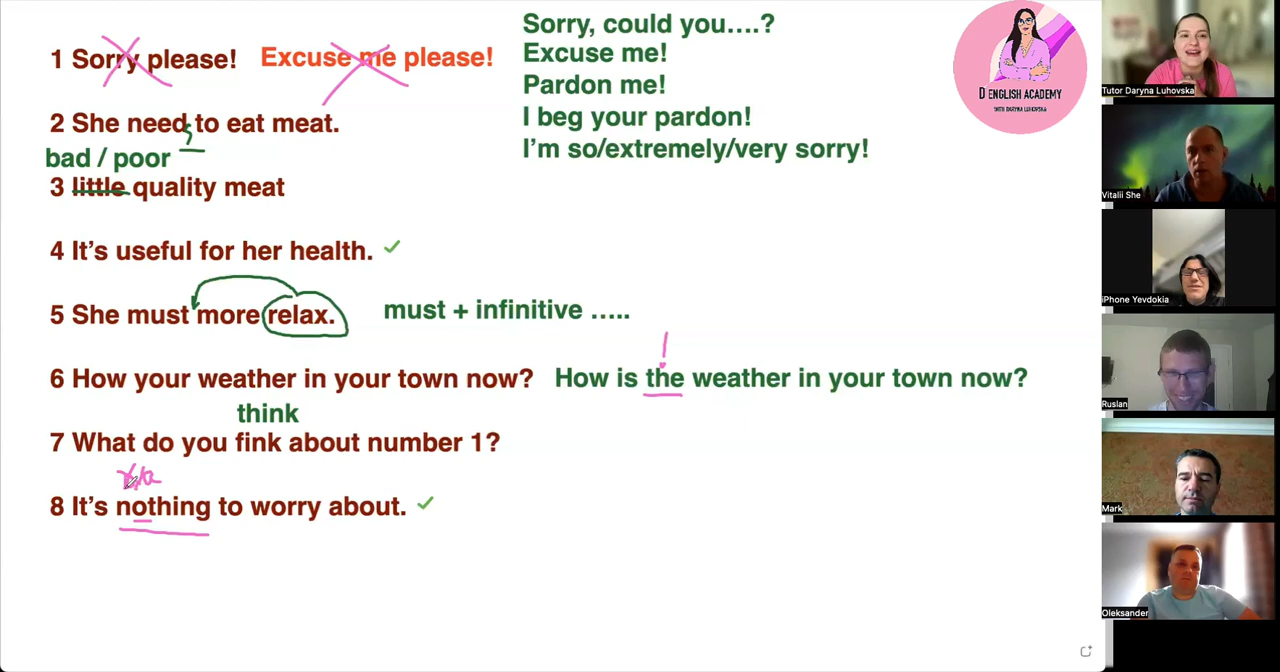 1 Sorry please! Excuse me please!
Sorry, could you….?
Excuse me!
Pardon me!
I beg your pardon!
I'm so/extremely/very sorry!
2 She need to eat meat.
s
bad / poor
3 little quality meat
4 It's useful for her health.
5 She must more relax. must + infinitive …..
6 How your weather in your town now? How is the weather in your town now?
!
think
7 What do you fink about number 1?
8 It's nothing to worry about.
D ENGLISH ACADEMY
WITH DARYNA LUHOVSKA
Tutor Daryna Luhovska
Vitalii She
iPhone Yevdokia
Ruslan
Mark
Oleksander